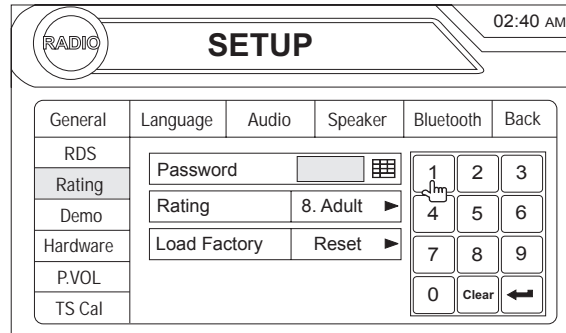 RADIO
SETUP
02:40 AM
General Language Audio Speaker Bluetooth Back
RDS
Rating
Demo
Hardware
P.VOL
TS Cal
Password
Rating 8. Adult
Load Factory Reset
1 2 3
4 5 6
7 8 9
0 Clear